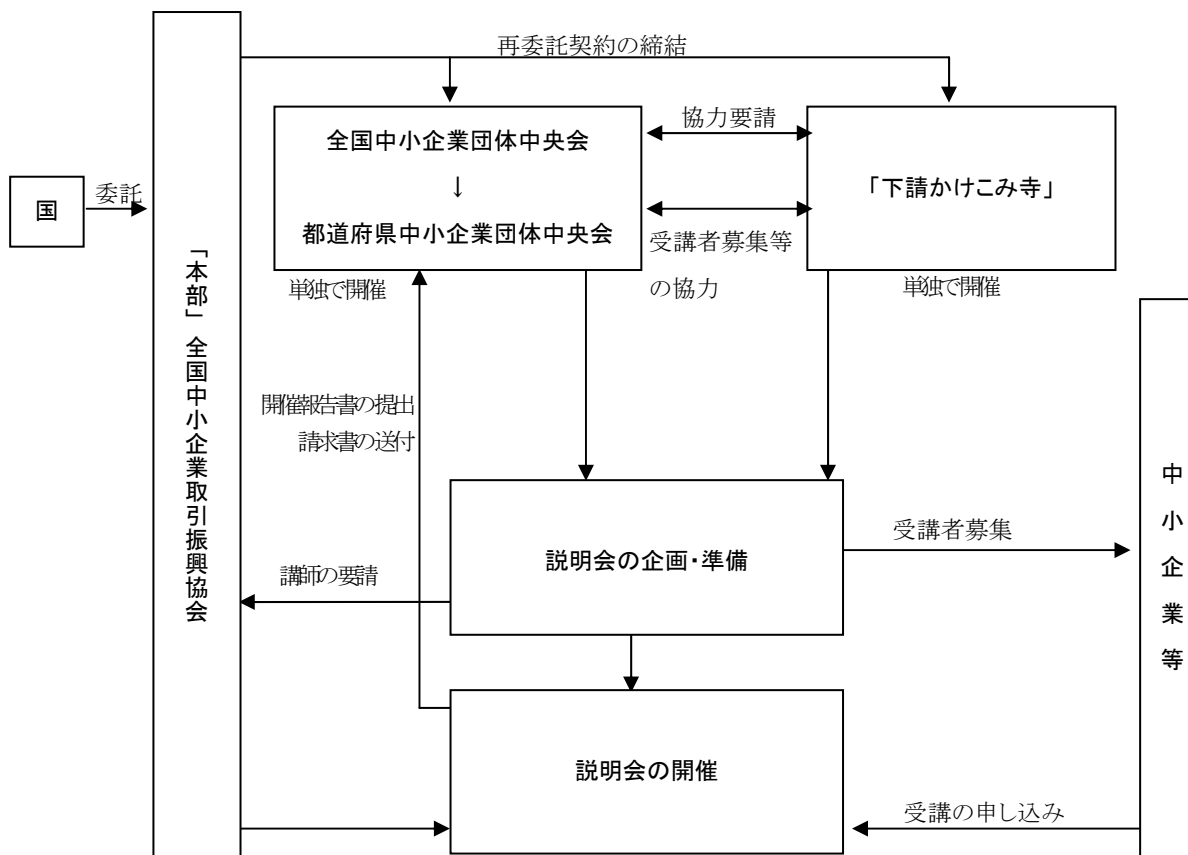 再委託契約の締結
全国中小企業団体中央会
↓
都道府県中小企業団体中央会
協力要請
「下請かけこみ寺」
国
委託
受講者募集等
の協力
単独で開催
単独で開催
「本部」全国中小企業取引振興協会
開催報告書の提出
請求書の送付
中小企業等
説明会の企画・準備
受講者募集
講師の要請
説明会の開催
受講の申し込み